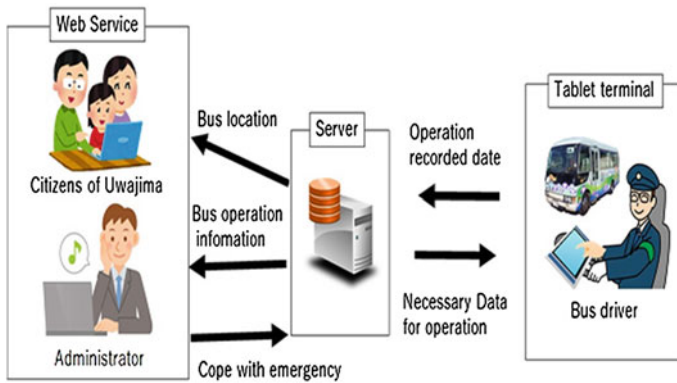 Web Service
Citizens of Uwajima
Administrator
Bus location
Bus operation
infomation
Cope with emergency
Server
Operation
recorded date
Necessary Data
for operation
Tablet terminal
Bus driver